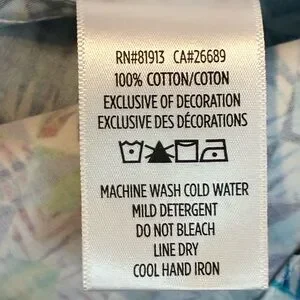 RN#81913 CA#26689
100% COTTON/COTON
EXCLUSIVE OF DECORATION
EXCLUSIVE DES DÉCORATIONS
MACHINE WASH COLD WATER
MILD DETERGENT
DO NOT BLEACH
LINE DRY
COOL HAND IRON